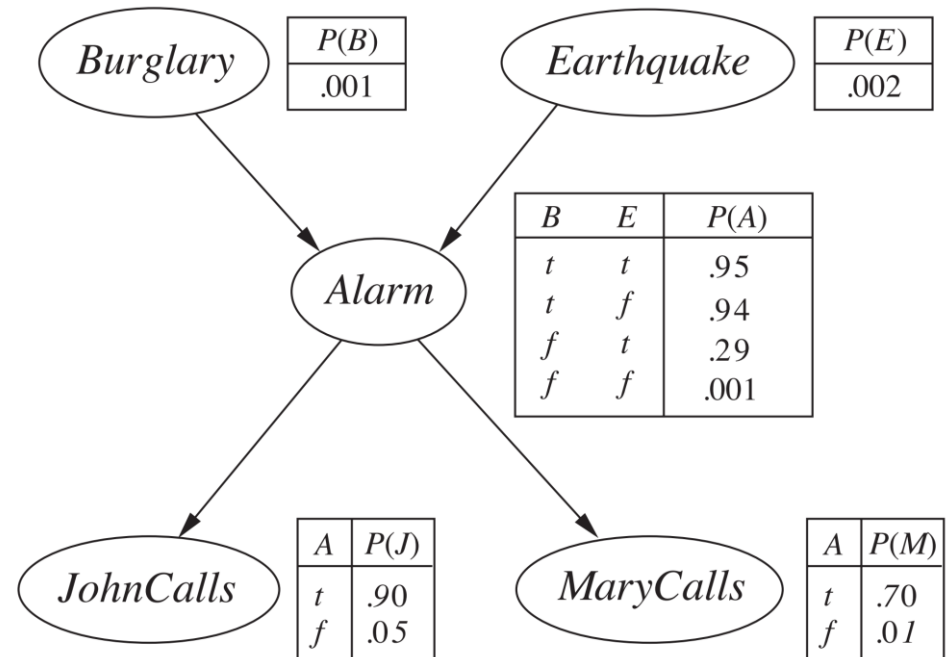 Burglary
P(B)
.001
Earthquake
P(E)
.002
B E P(A)
t t .95
t f .94
f t .29
f f .001
Alarm
JohnCalls
A P(J)
t .90
f .05
MaryCalls
A P(M)
t .70
f .01